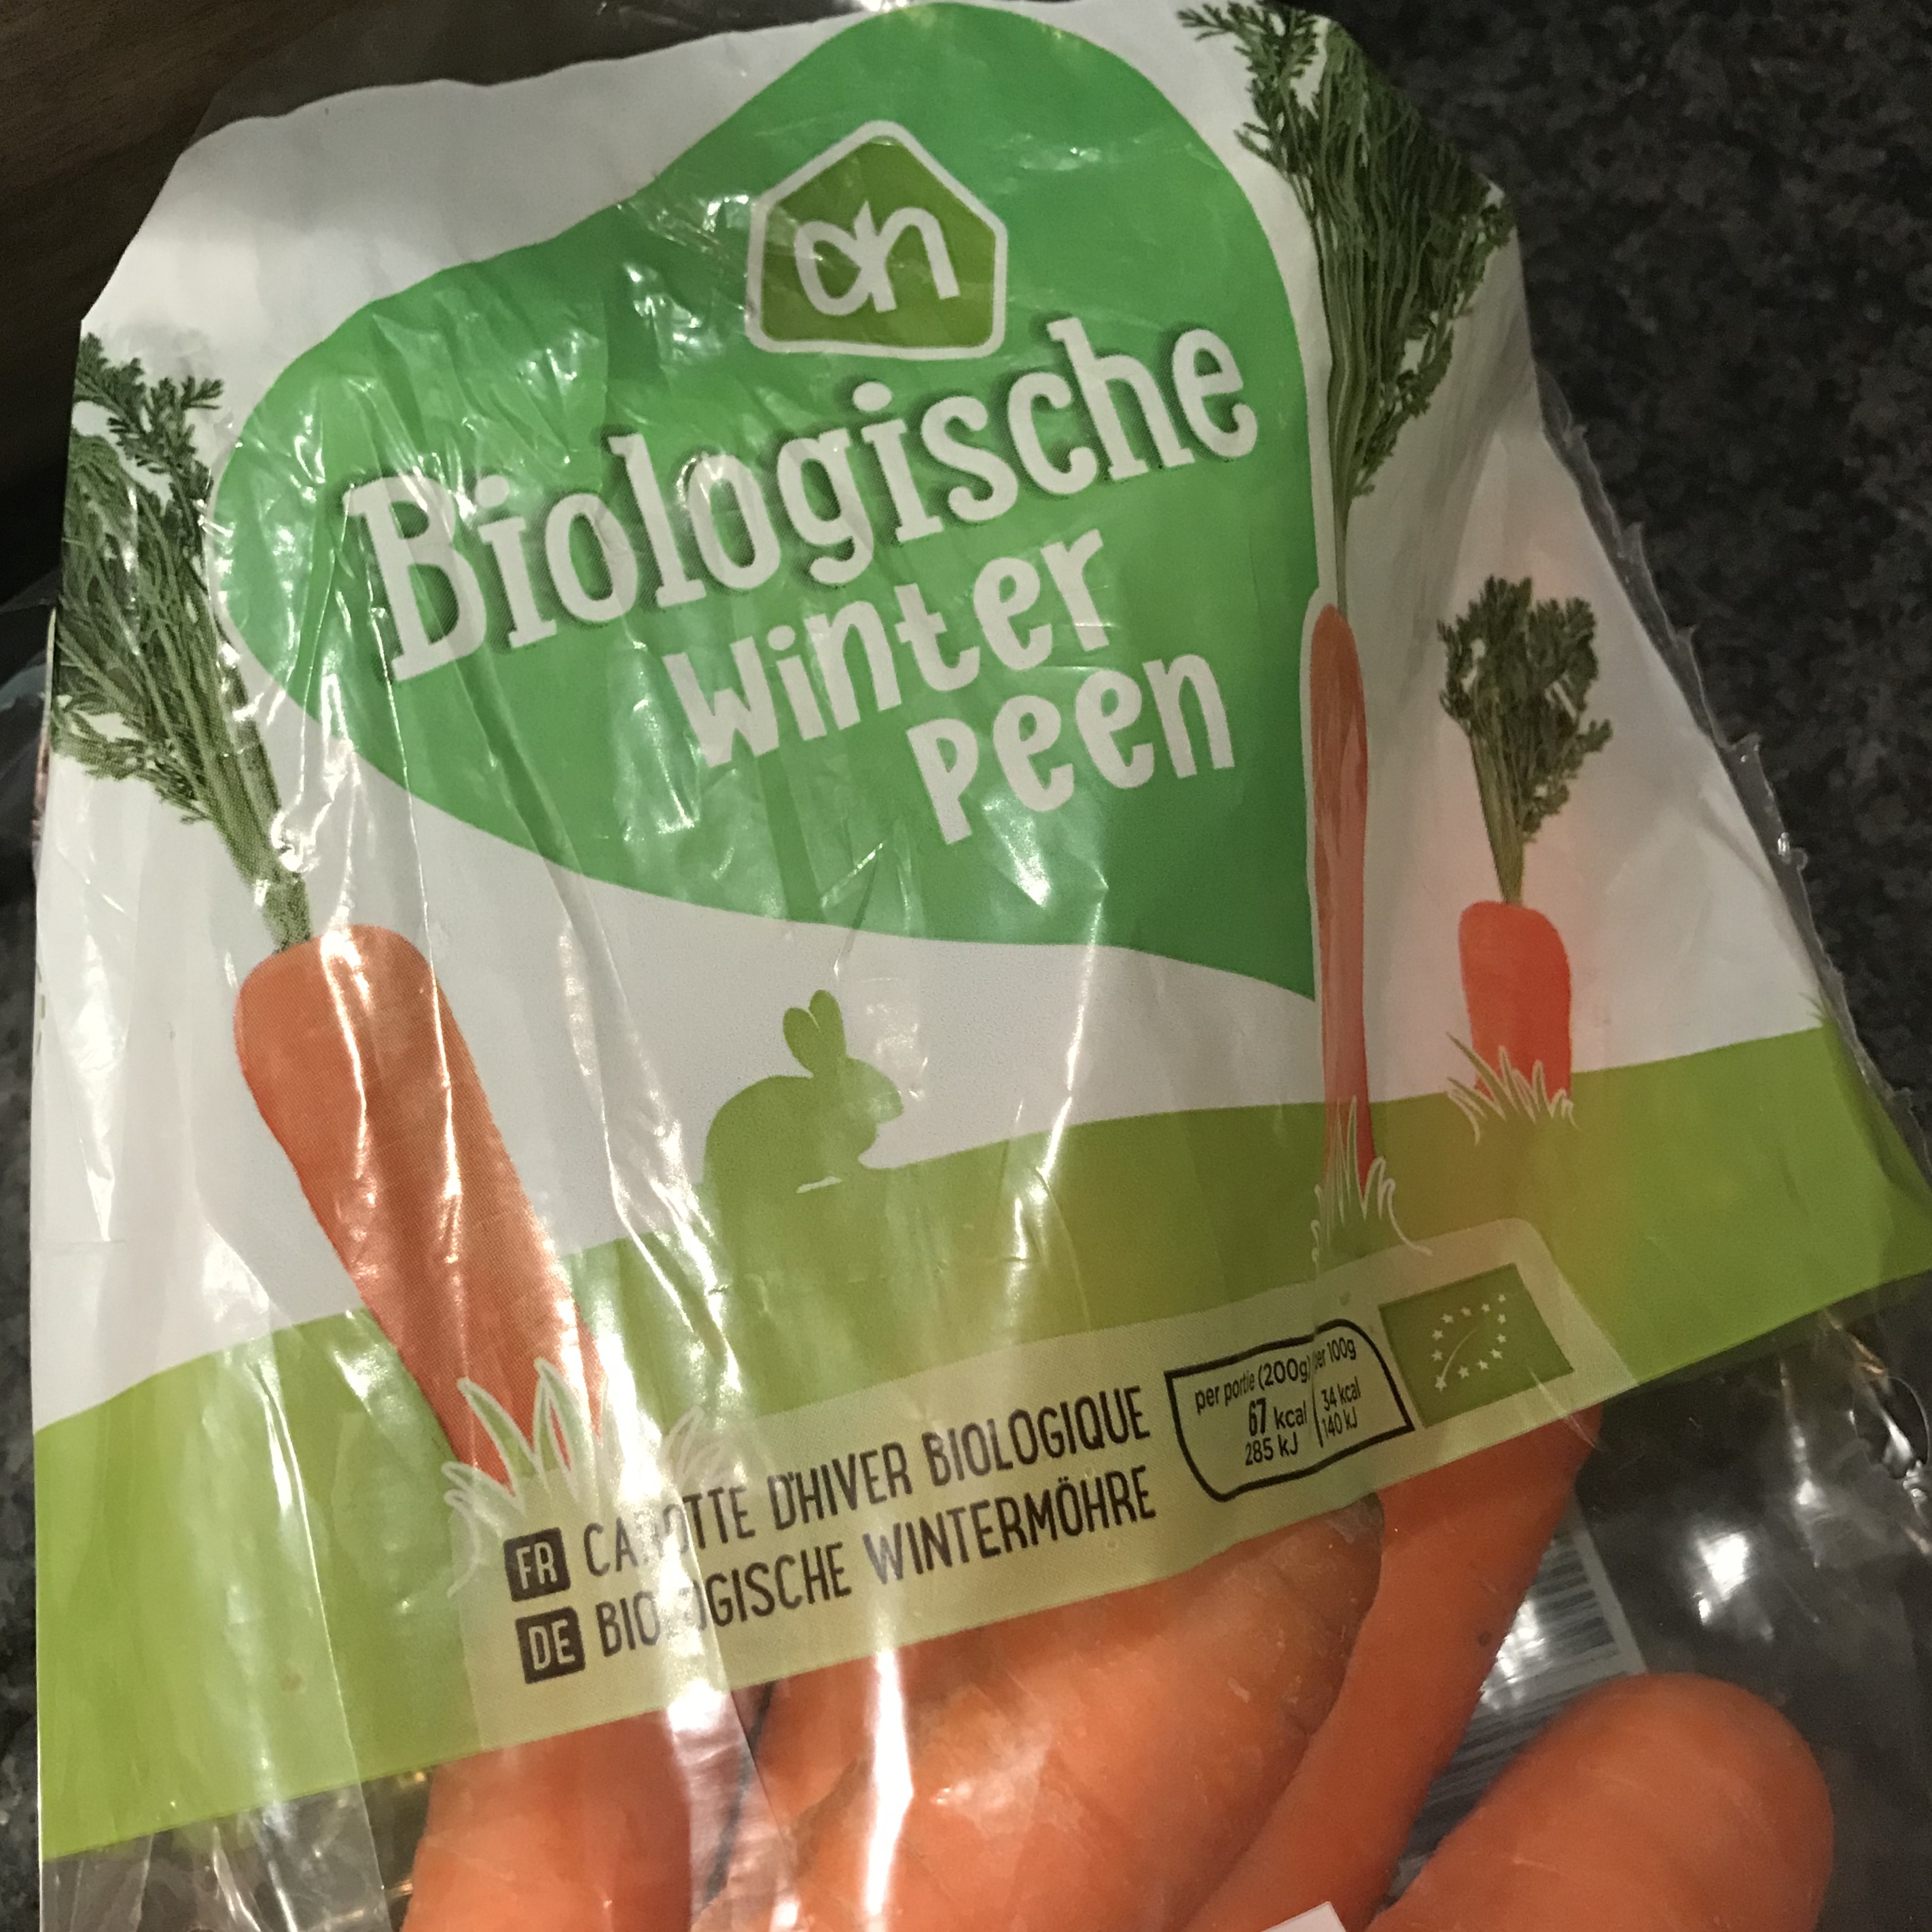 ah
Biologische
winter
peen
per portie (200g) per 100g
67 kcal 34 kcal
285 kJ 140 kJ
FR CAROTTE D'HIVER BIOLOGIQUE
DE BIOLOGISCHE WINTERMÖHRE